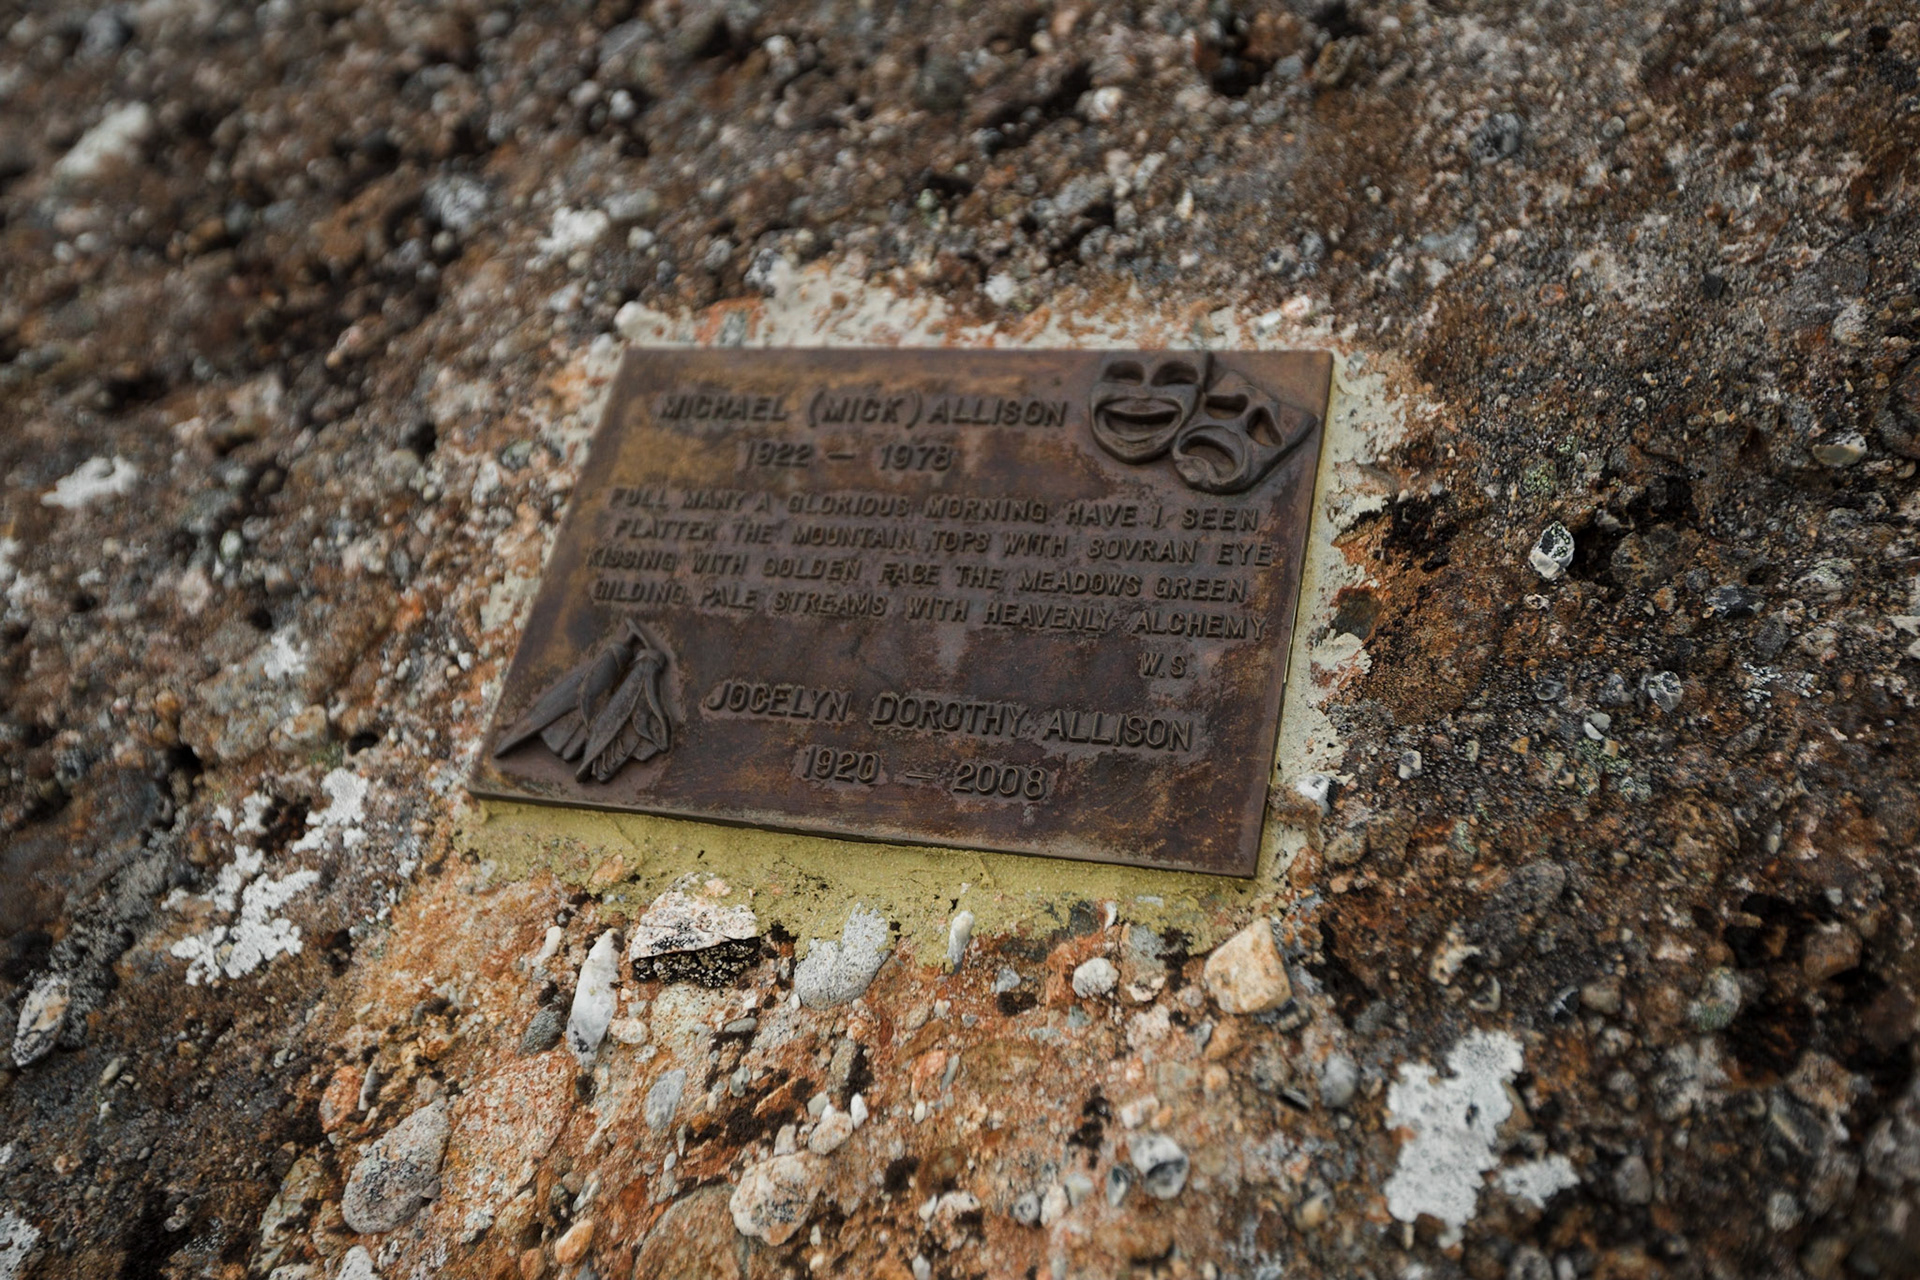 MICHAEL (MICK) ALLISON
1922 — 1978
FULL MANY A GLORIOUS MORNING HAVE I SEEN
FLATTER THE MOUNTAIN TOPS WITH SOVRAN EYE
KISSING WITH GOLDEN FACE THE MEADOWS GREEN
GILDING PALE STREAMS WITH HEAVENLY ALCHEMY
W.S.
JOCELYN DOROTHY ALLISON
1920 — 2008